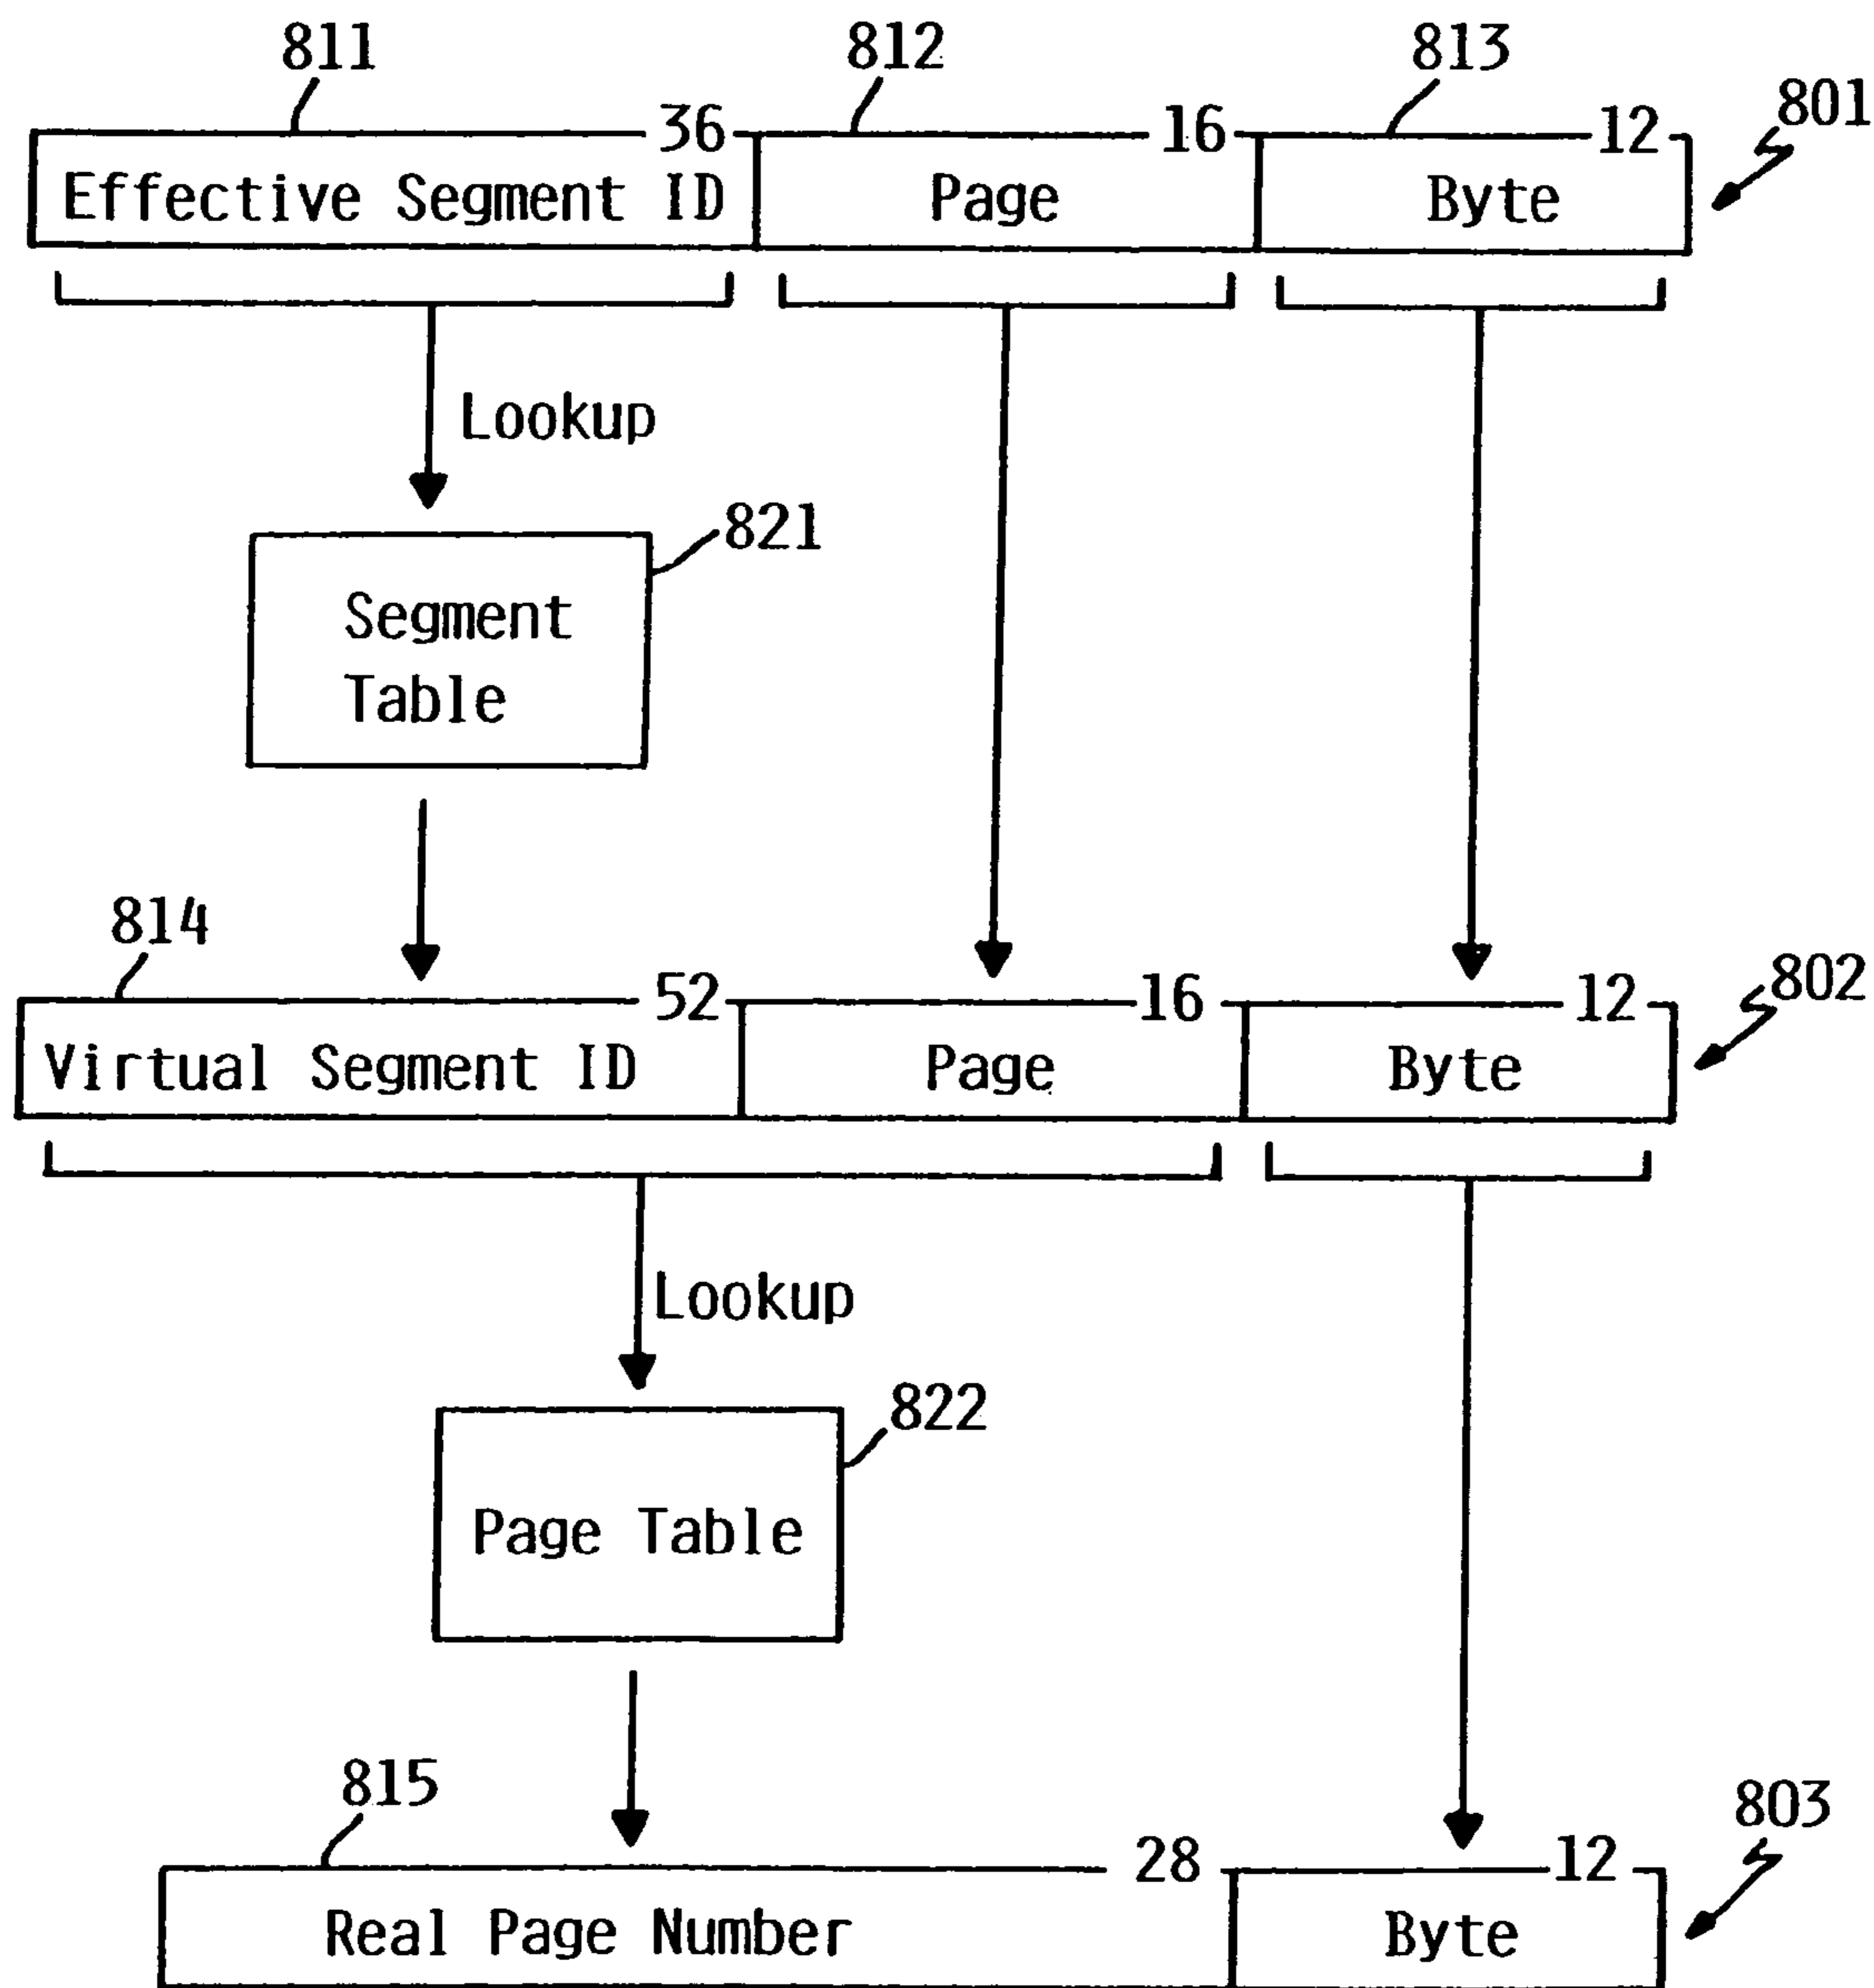 811 812 813
801
36 16 12
Effective Segment ID Page Byte
Lookup
821
Segment
Table
814
802
52 16 12
Virtual Segment ID Page Byte
Lookup
822
Page Table
815
803
28 12
Real Page Number Byte